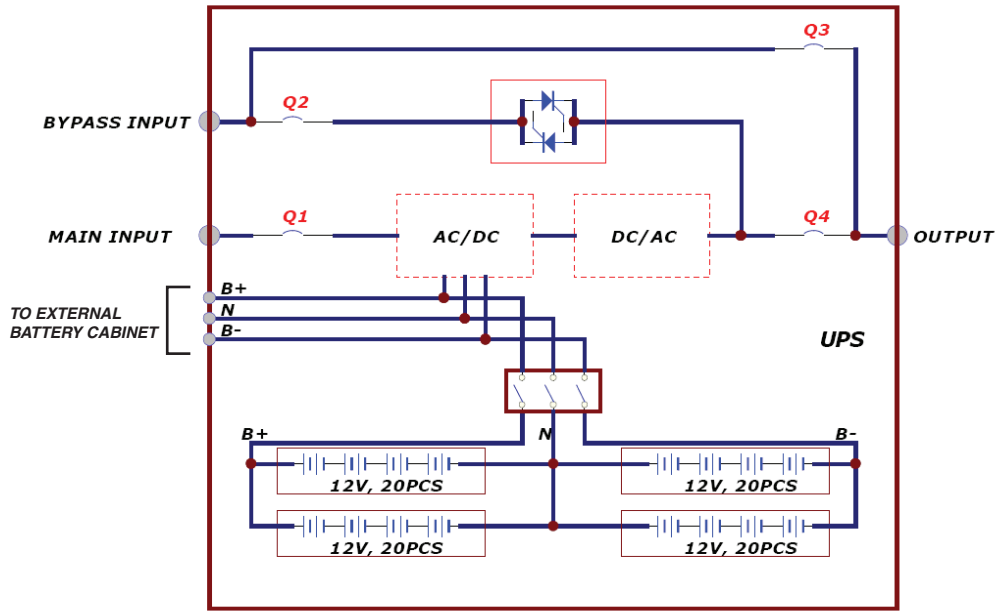 Q3
Q2
BYPASS INPUT
Q1
Q4
MAIN INPUT
AC/DC
DC/AC
OUTPUT
B+
N
B-
TO EXTERNAL
BATTERY CABINET
UPS
B+
N
B-
12V, 20PCS
12V, 20PCS
12V, 20PCS
12V, 20PCS